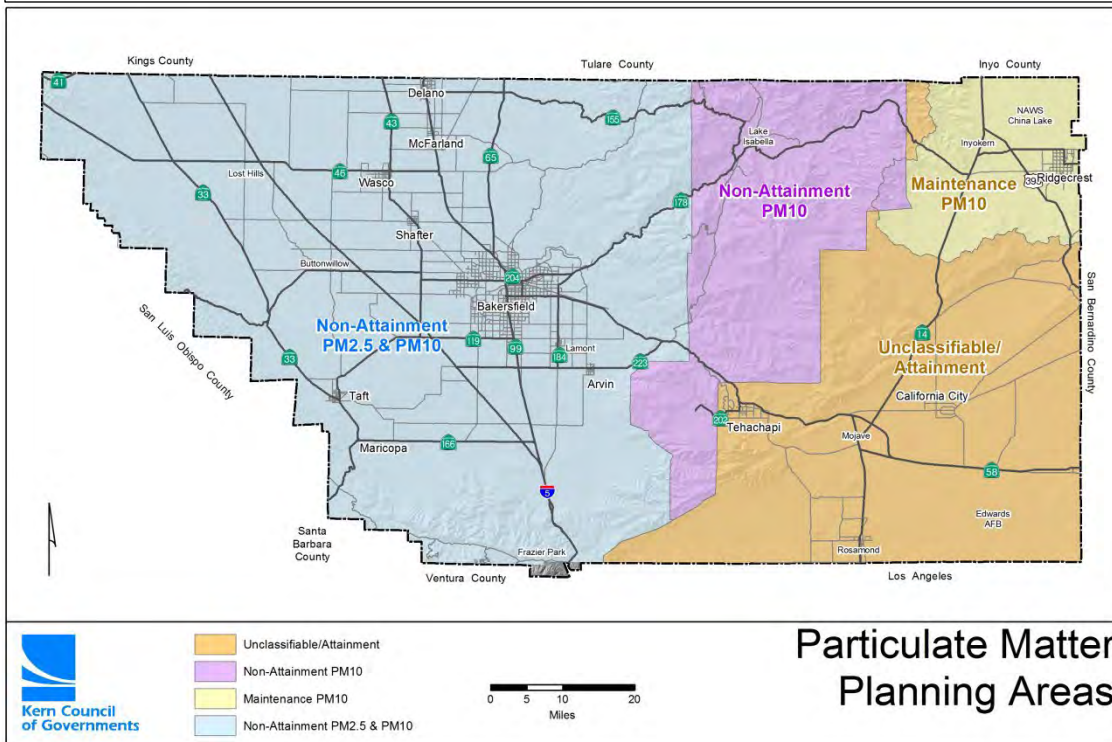 Kings County
Tulare County
Inyo County
41
Delano
155
NAWS
China Lake
43
McFarland
65
Lake
Isabella
Inyokern
Lost Hills
46
Wasco
Ridgecrest
395
33
178
Non-Attainment
PM10
Maintenance
PM10
Shafter
Buttonwillow
204
Bakersfield
San Luis Obispo County
San Bernardino County
Non-Attainment
PM2.5 & PM10
119
99
184
Lamont
223
14
Unclassifiable/
Attainment
33
Taft
Arvin
California City
202
Tehachapi
Maricopa
166
Mojave
58
5
Edwards
AFB
Santa
Barbara
County
Frazier Park
Rosamond
Ventura County
Los Angeles
Kern Council
of Governments
Unclassifiable/Attainment
Non-Attainment PM10
Maintenance PM10
Non-Attainment PM2.5 & PM10
0 5 10 20
Miles
Particulate Matter
Planning Areas